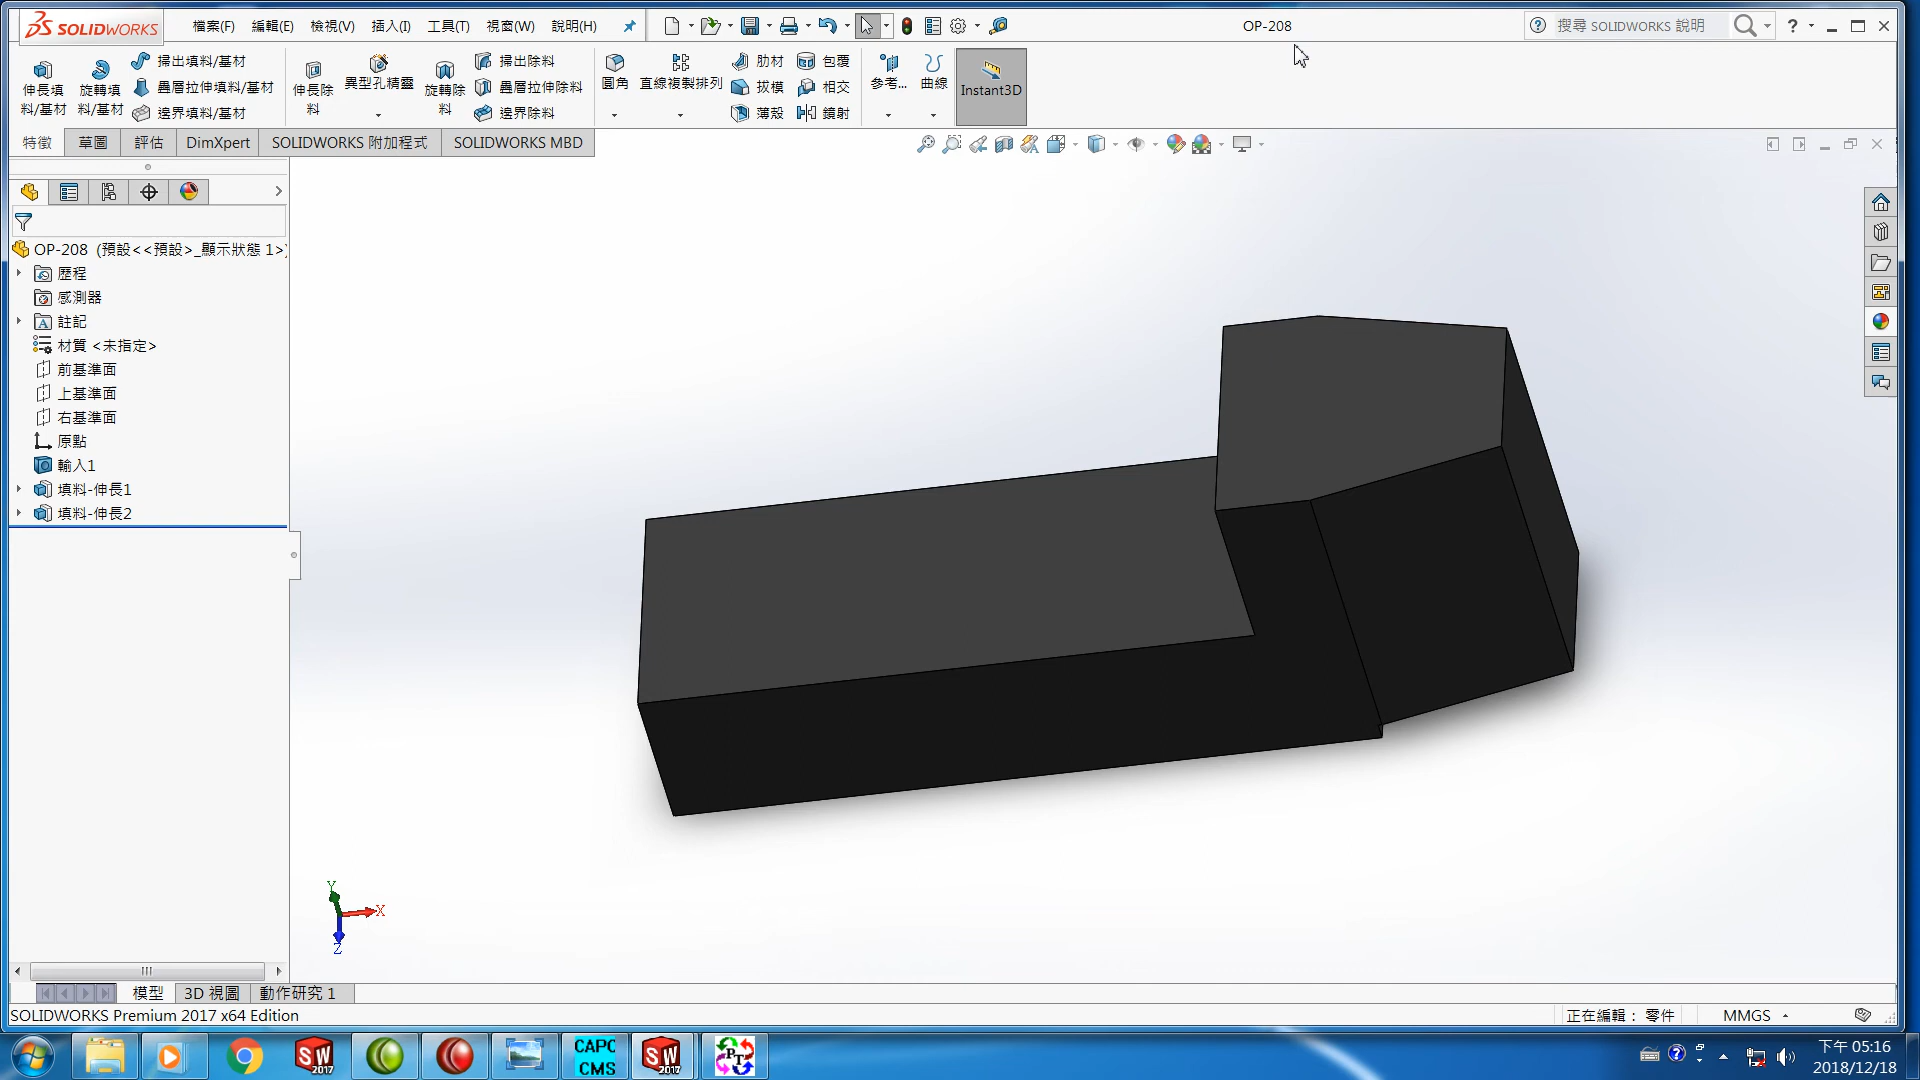 SOLIDWORKS 檔案(F) 編輯(E) 檢視(V) 插入(I) 工具(T) 視窗(W) 說明(H) OP-208 搜尋 SOLIDWORKS 說明 ?
伸長填料/基材
旋轉填料/基材
掃出填料/基材
疊層拉伸填料/基材
邊界填料/基材
伸長除料
異型孔精靈
旋轉除料
掃出除料
疊層拉伸除料
邊界除料
圓角
直線複製排列
肋材
拔模
薄殼
包覆
相交
鏡射
參考...
曲線
Instant3D
特徵 草圖 評估 DimXpert SOLIDWORKS 附加程式 SOLIDWORKS MBD
OP-208 (預設<<預設>_顯示狀態 1>)
歷程
感測器
註記
材質 <未指定>
前基準面
上基準面
右基準面
原點
輸入1
填料-伸長1
填料-伸長2
Y
X
Z
模型 3D 視圖 動作研究 1
SOLIDWORKS Premium 2017 x64 Edition 正在編輯： 零件 MMGS
SW 2017
CAPC CMS
SW 2017
PT
下午 05:16
2018/12/18